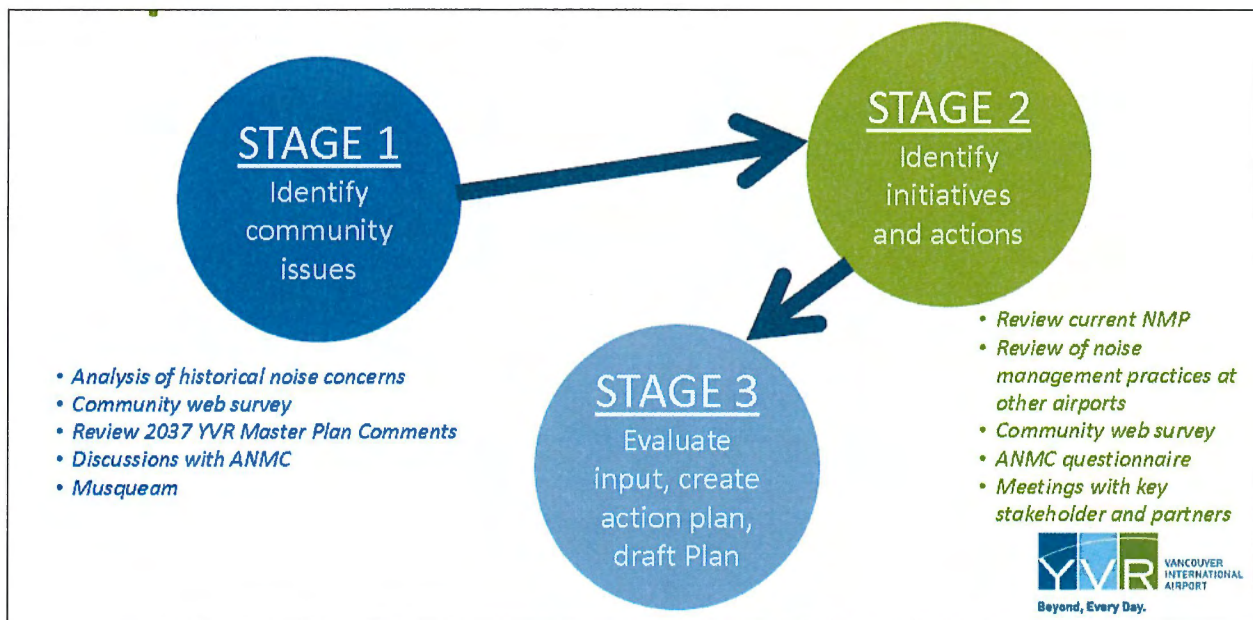 STAGE 1
Identify
community
issues
STAGE 2
Identify
initiatives
and actions
STAGE 3
Evaluate
input, create
action plan,
draft Plan
• Analysis of historical noise concerns
• Community web survey
• Review 2037 YVR Master Plan Comments
• Discussions with ANMC
• Musqueam
• Review current NMP
• Review of noise
management practices at
other airports
• Community web survey
• ANMC questionnaire
• Meetings with key
stakeholder and partners
YVR
VANCOUVER
INTERNATIONAL
AIRPORT
Beyond, Every Day.